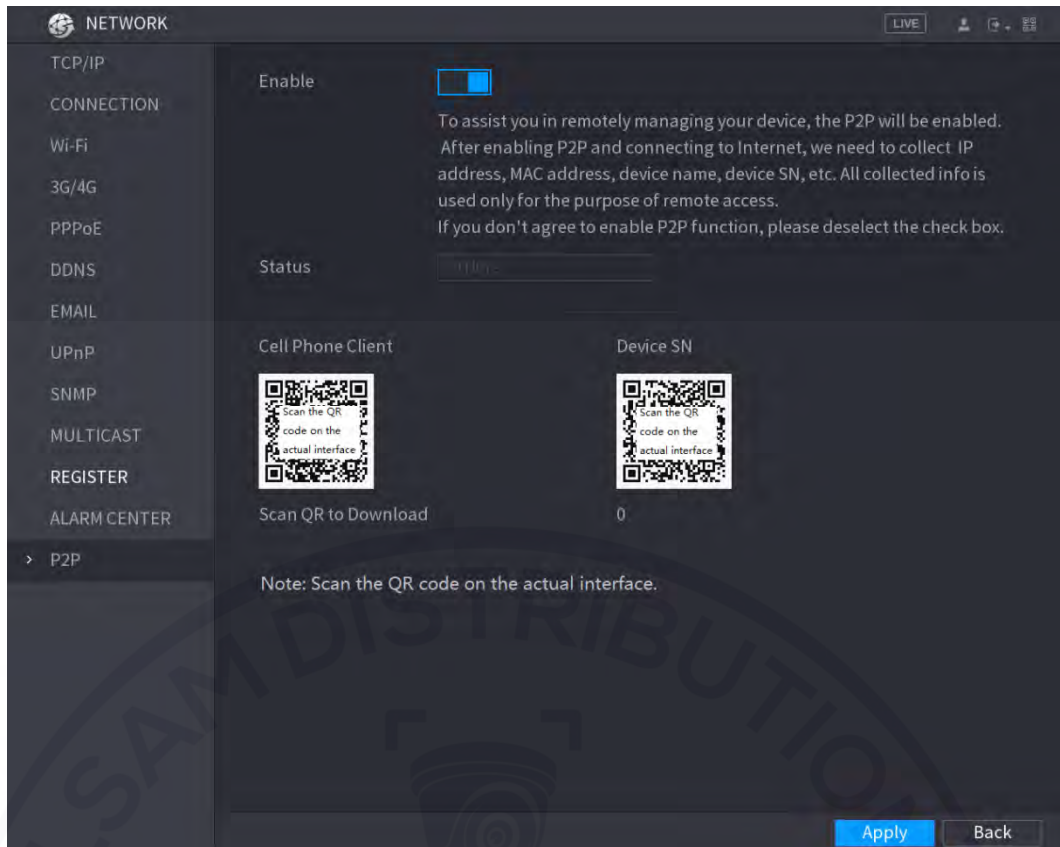 NETWORK
LIVE
TCP/IP
CONNECTION
Wi-Fi
3G/4G
PPPoE
DDNS
EMAIL
UPnP
SNMP
MULTICAST
REGISTER
ALARM CENTER
> P2P
Enable
To assist you in remotely managing your device, the P2P will be enabled.
After enabling P2P and connecting to Internet, we need to collect IP
address, MAC address, device name, device SN, etc. All collected info is
used only for the purpose of remote access.
If you don't agree to enable P2P function, please deselect the check box.
Status
Cell Phone Client
Device SN
Scan the QR
code on the
actual interface
Scan the QR
code on the
actual interface
Scan QR to Download
0
Note: Scan the QR code on the actual interface.
SAM DISTRIBUTION
Apply
Back